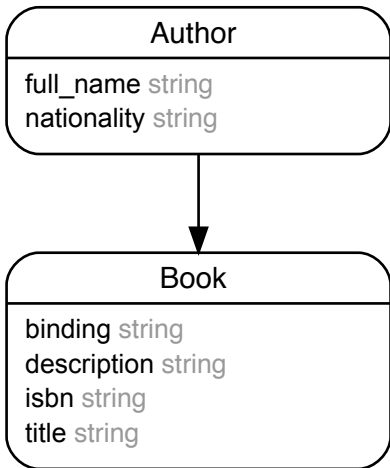 Author
full_name string
nationality string
Book
binding string
description string
isbn string
title string